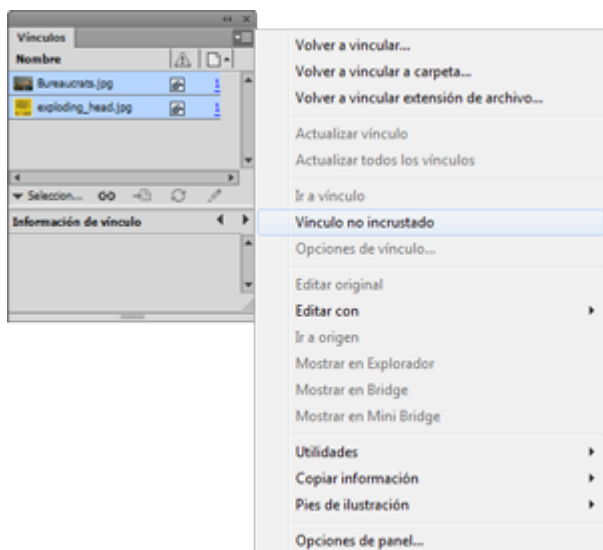 Vínculos
Nombre
Bureaucrats.jpg 1
exploding_head.jpg 1
Seleccion...
Información de vínculo
Volver a vincular...
Volver a vincular a carpeta...
Volver a vincular extensión de archivo...
Actualizar vínculo
Actualizar todos los vínculos
Ir a vínculo
Vínculo no incrustado
Opciones de vínculo...
Editar original
Editar con
Ir a origen
Mostrar en Explorador
Mostrar en Bridge
Mostrar en Mini Bridge
Utilidades
Copiar información
Pies de ilustración
Opciones de panel...